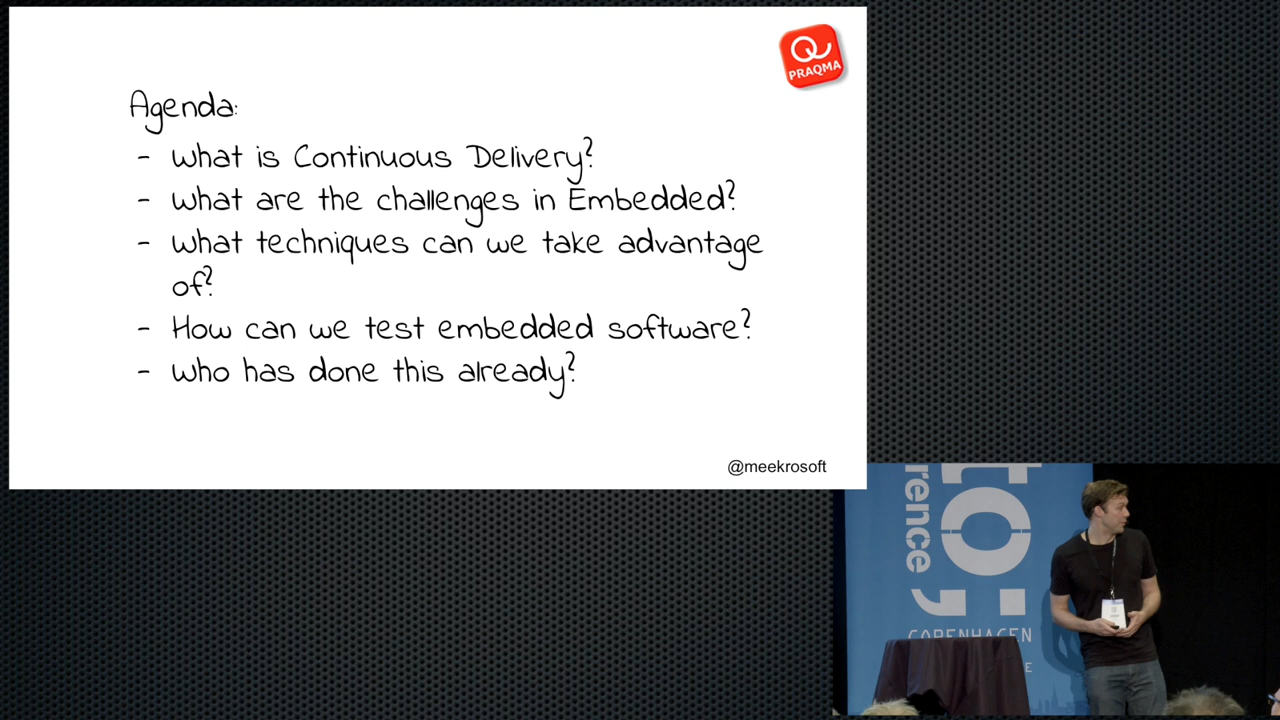 PRAQMA
Agenda:
- What is Continuous Delivery?
- What are the challenges in Embedded?
- What techniques can we take advantage
of?
- How can we test embedded software?
- Who has done this already?
@meekrosoft
to;
rence
COPENHAGEN
E